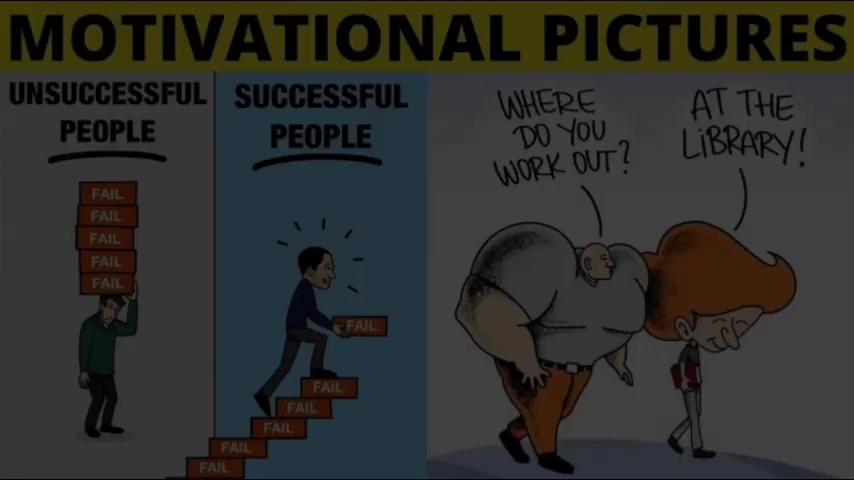 MOTIVATIONAL PICTURES
UNSUCCESSFUL
PEOPLE
FAIL
FAIL
FAIL
FAIL
FAIL
SUCCESSFUL
PEOPLE
FAIL
FAIL
FAIL
FAIL
FAIL
FAIL
WHERE
DO YOU
WORK OUT?
AT THE
LIBRARY!